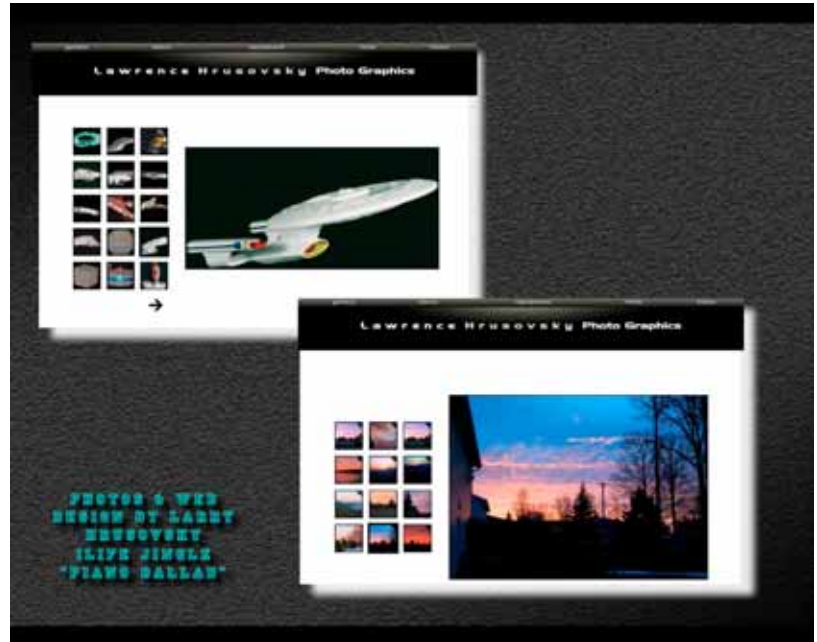 Lawrence Hrusovsky Photo Graphics
Lawrence Hrusovsky Photo Graphics
PHOTOS & WEB
DESIGN BY LARRY
HRUSOVSKY
ILIFE JINGLE
"PIANO BALLAD"